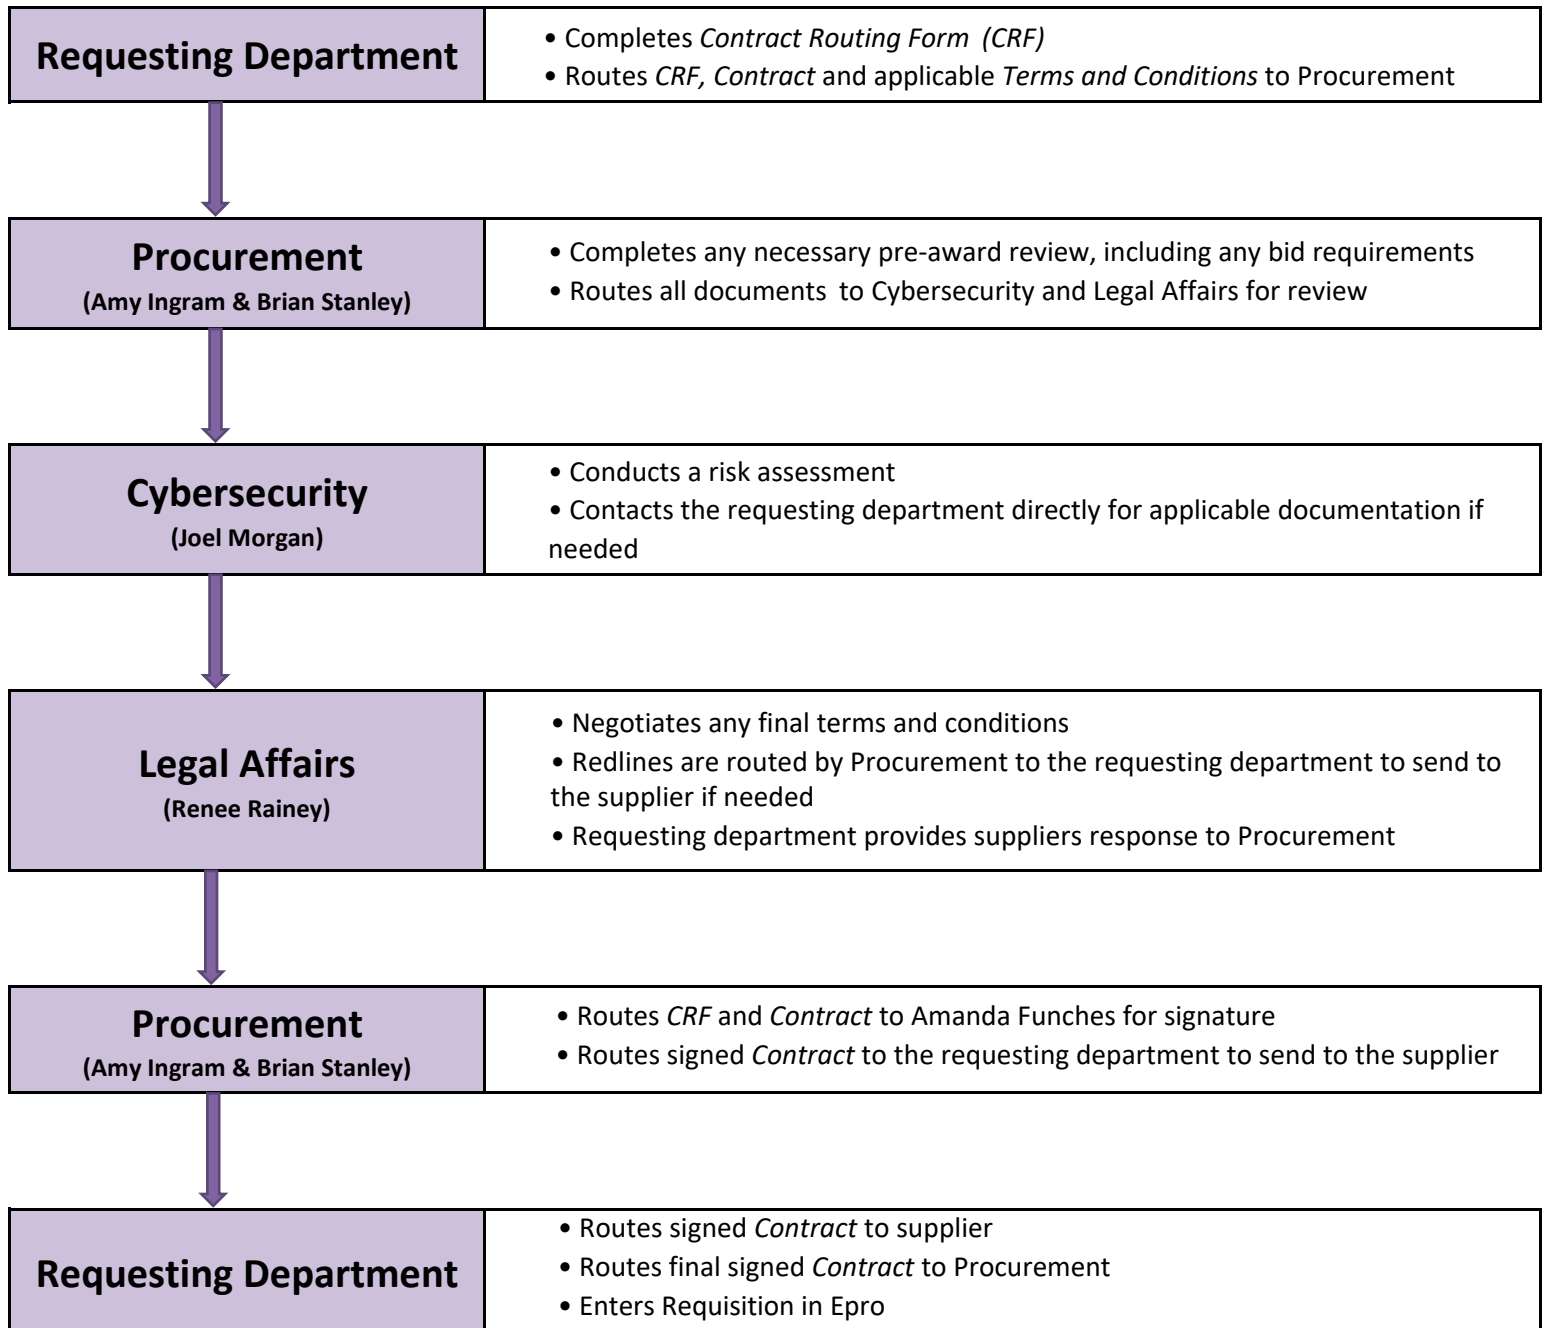 Requesting Department
• Completes Contract Routing Form (CRF)
• Routes CRF, Contract and applicable Terms and Conditions to Procurement
Procurement
(Amy Ingram & Brian Stanley)
• Completes any necessary pre-award review, including any bid requirements
• Routes all documents to Cybersecurity and Legal Affairs for review
Cybersecurity
(Joel Morgan)
• Conducts a risk assessment
• Contacts the requesting department directly for applicable documentation if
needed
Legal Affairs
(Renee Rainey)
• Negotiates any final terms and conditions
• Redlines are routed by Procurement to the requesting department to send to
the supplier if needed
• Requesting department provides suppliers response to Procurement
Procurement
(Amy Ingram & Brian Stanley)
• Routes CRF and Contract to Amanda Funches for signature
• Routes signed Contract to the requesting department to send to the supplier
Requesting Department
• Routes signed Contract to supplier
• Routes final signed Contract to Procurement
• Enters Requisition in Epro